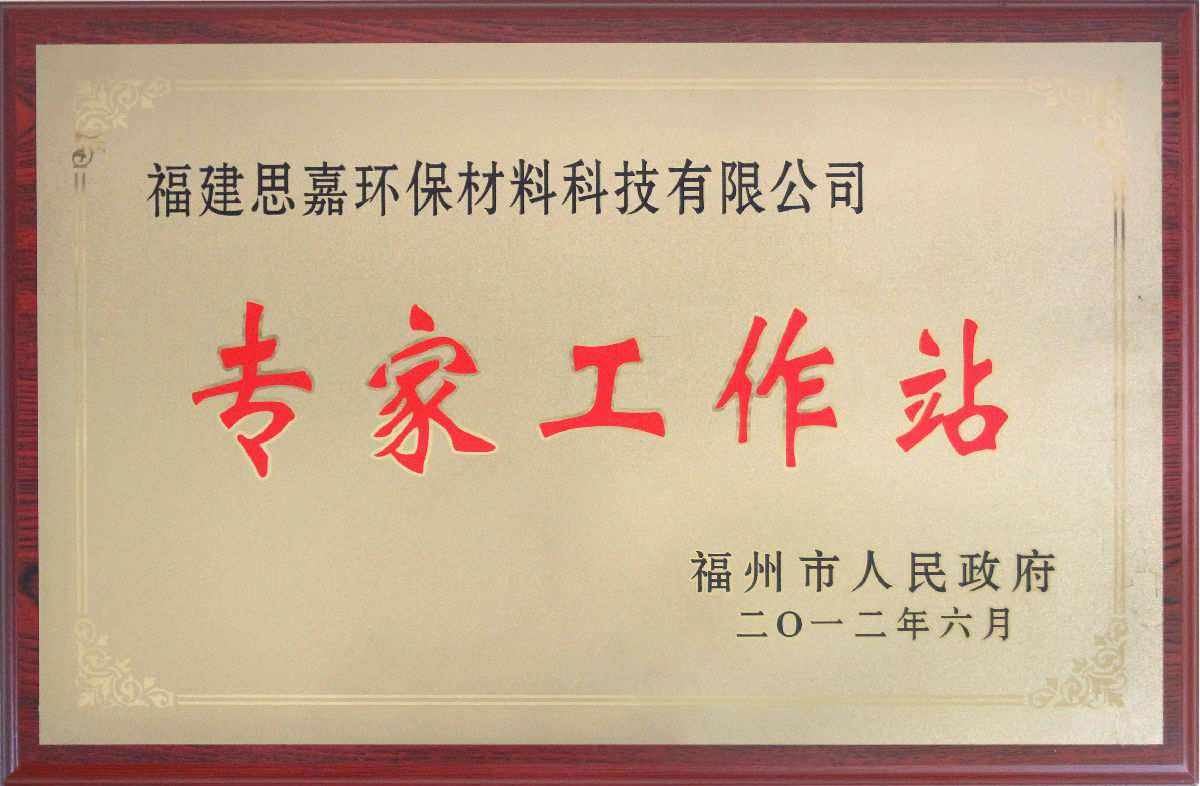 福建思嘉环保材料科技有限公司
专家工作站
福州市人民政府
二〇一二年六月